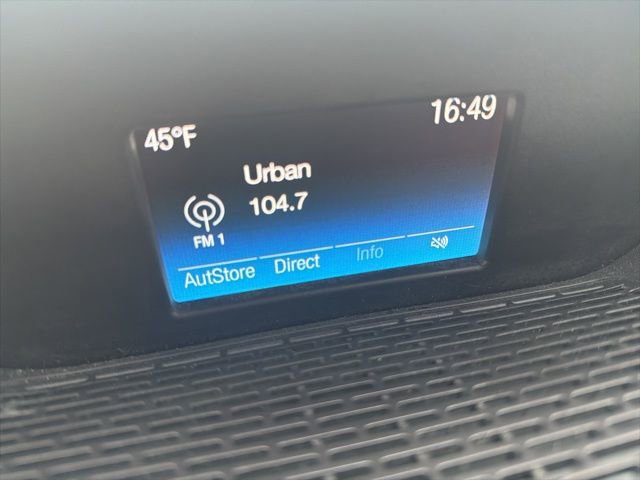 45°F 16:49
Urban
104.7
FM 1
AutStore Direct Info